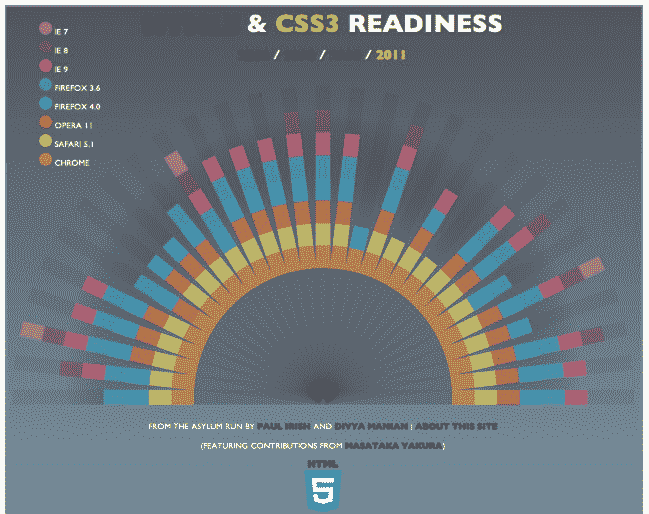 & CSS3 READINESS
/ / / 2011
IE 7
IE 8
IE 9
FIREFOX 3.6
FIREFOX 4.0
OPERA 11
SAFARI 5.1
CHROME
FROM THE ASYLUM RUN BY PAUL IRISH AND DIVYA MANIAN | ABOUT THIS SITE
(FEATURING CONTRIBUTIONS FROM MASATAKA YAKURA)
HTML
5